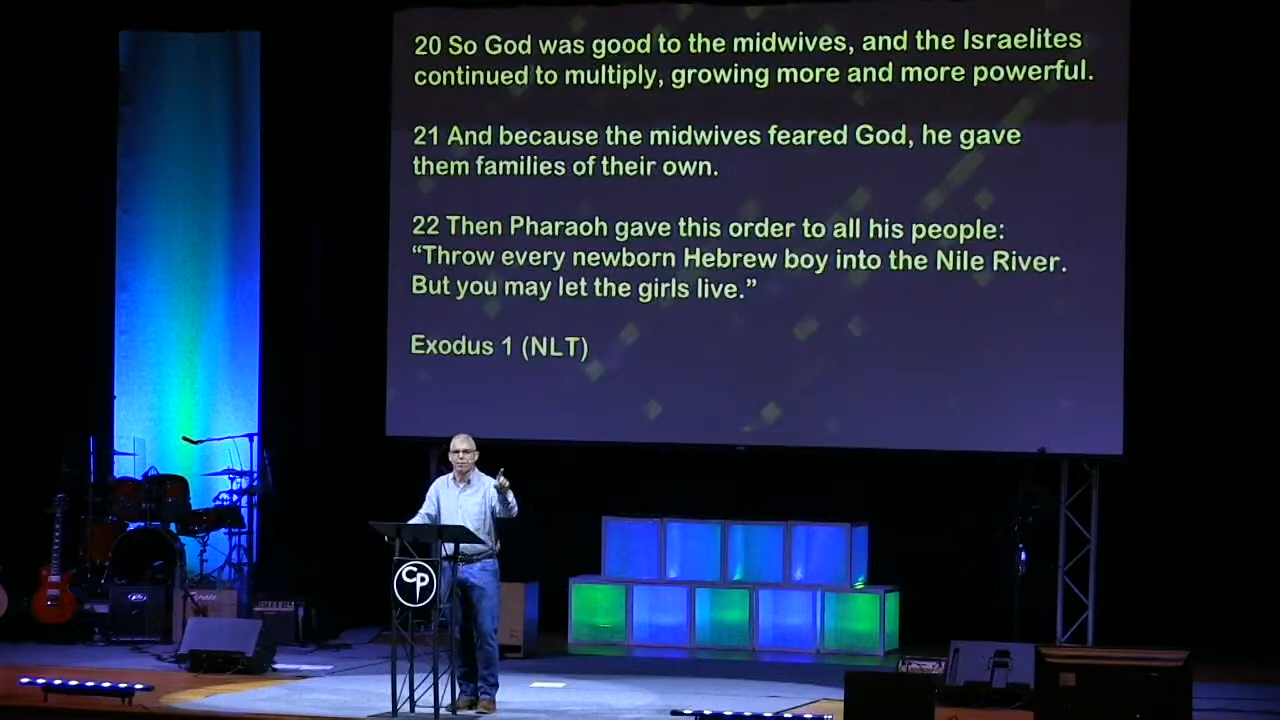 20 So God was good to the midwives, and the Israelites
continued to multiply, growing more and more powerful.
21 And because the midwives feared God, he gave
them families of their own.
22 Then Pharaoh gave this order to all his people:
“Throw every newborn Hebrew boy into the Nile River.
But you may let the girls live.”
Exodus 1 (NLT)
CP